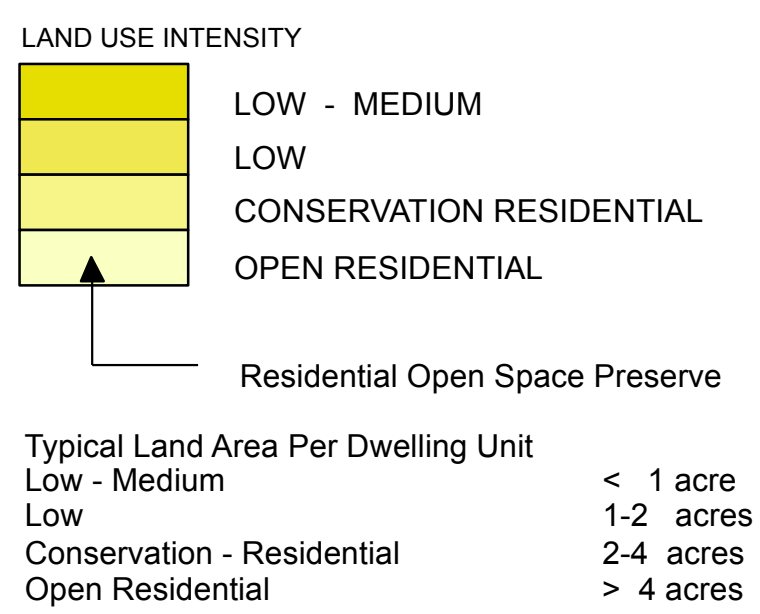 LAND USE INTENSITY
LOW - MEDIUM
LOW
CONSERVATION RESIDENTIAL
OPEN RESIDENTIAL
Residential Open Space Preserve
Typical Land Area Per Dwelling Unit
Low - Medium < 1 acre
Low 1-2 acres
Conservation - Residential 2-4 acres
Open Residential > 4 acres